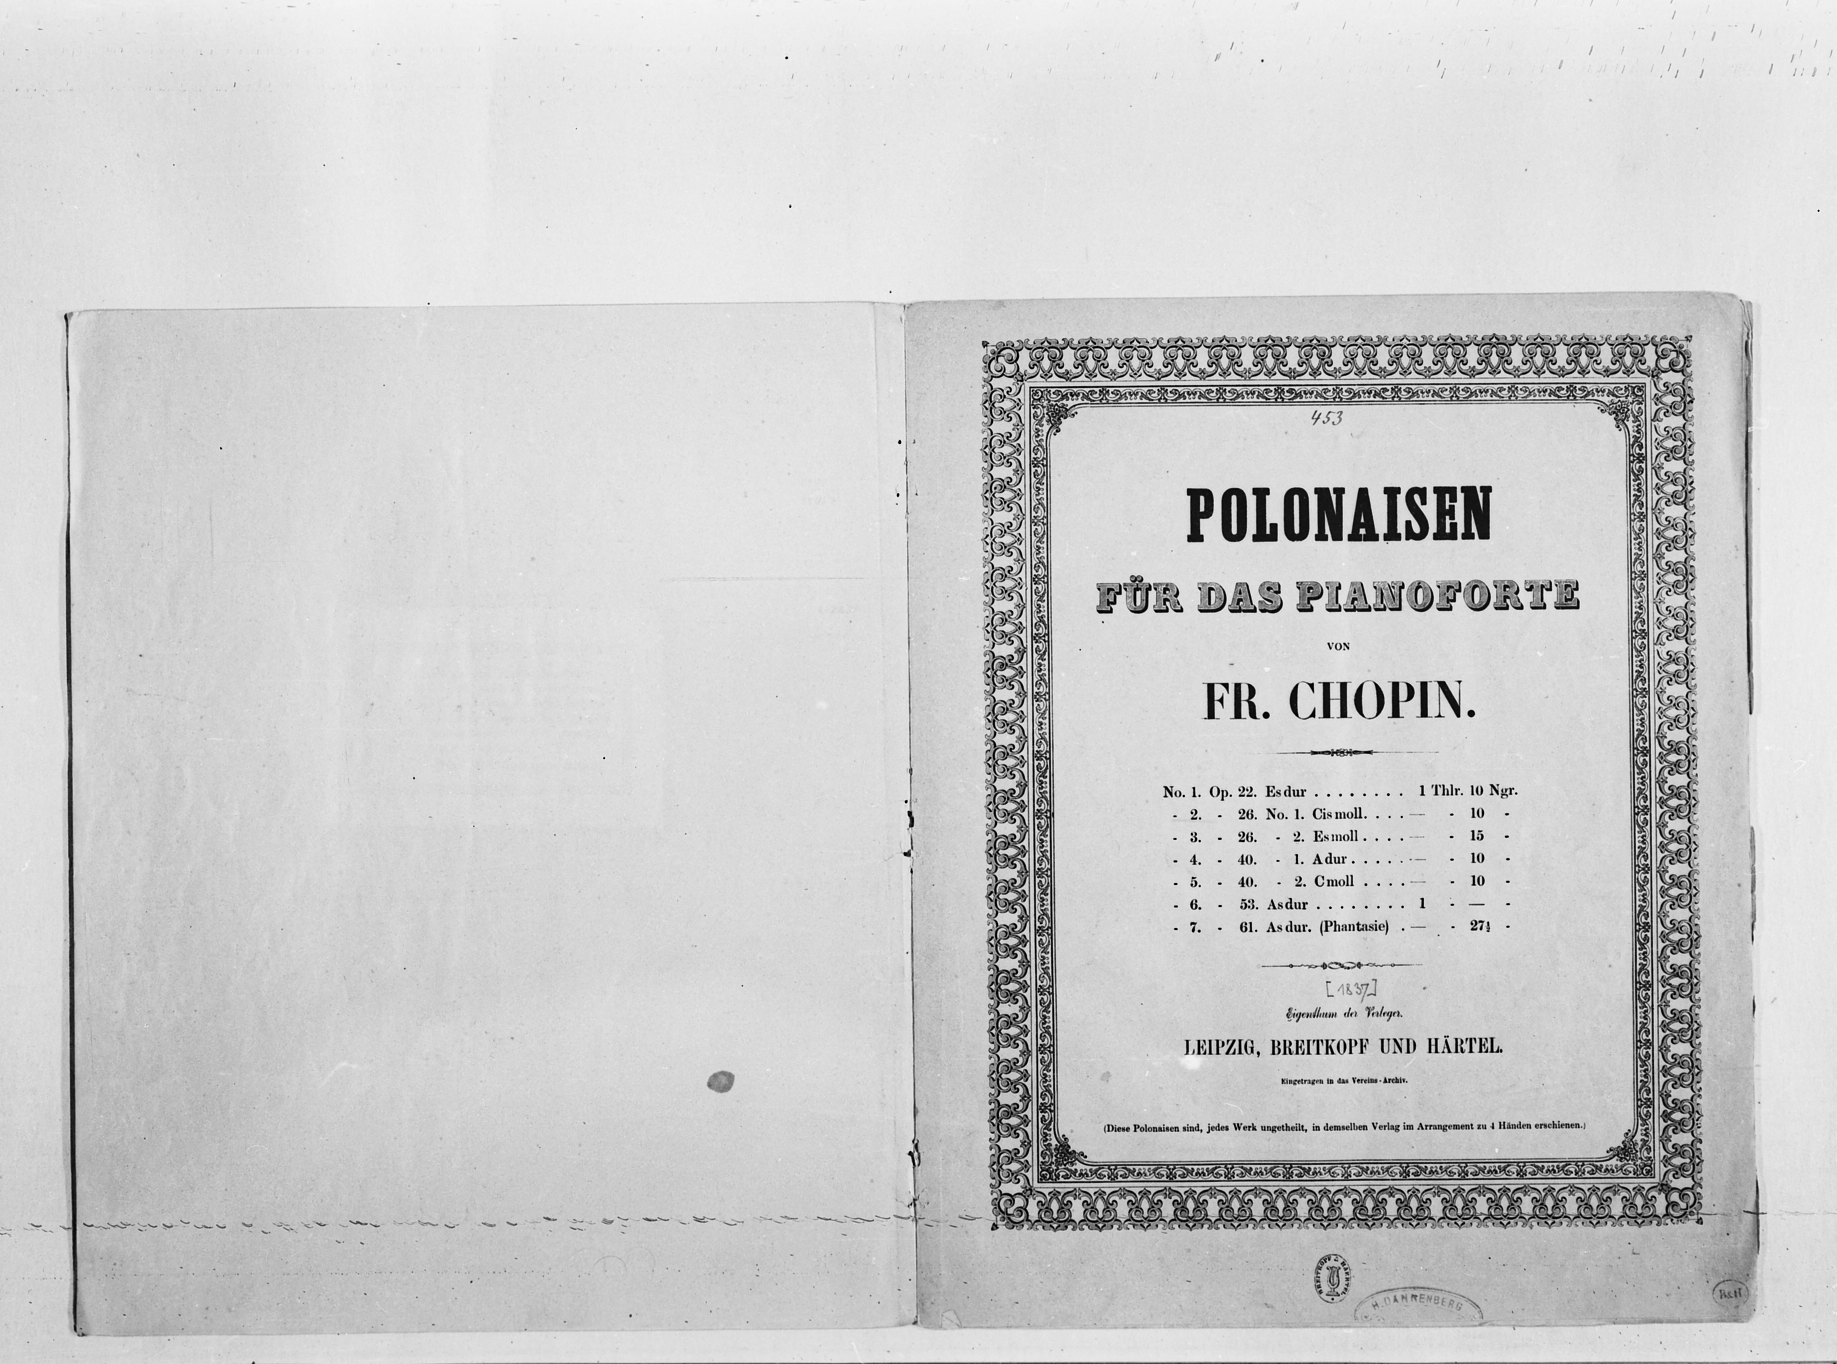 453
POLONAISEN
FÜR DAS PIANOFORTE
VON
FR. CHOPIN.
No. 1. Op. 22. Es dur . . . . . . . . 1 Thlr. 10 Ngr.
- 2. - 26. No. 1. Cis moll. . . . — - 10 -
- 3. - 26. - 2. Es moll . . . . — - 15 -
- 4. - 40. - 1. A dur . . . . . . — - 10 -
- 5. - 40. - 2. C moll . . . . — - 10 -
- 6. - 53. As dur . . . . . . . . 1 - — -
- 7. - 61. As dur. (Phantasie) . — - 27½ -
[1837]
Eigenthum der Verleger.
LEIPZIG, BREITKOPF UND HÄRTEL.
Eingetragen in das Vereins-Archiv.
(Diese Polonaisen sind, jedes Werk ungetheilt, in demselben Verlag im Arrangement zu 4 Händen erschienen.)
BREITKOPF & HAERTEL
H. DANNENBERG